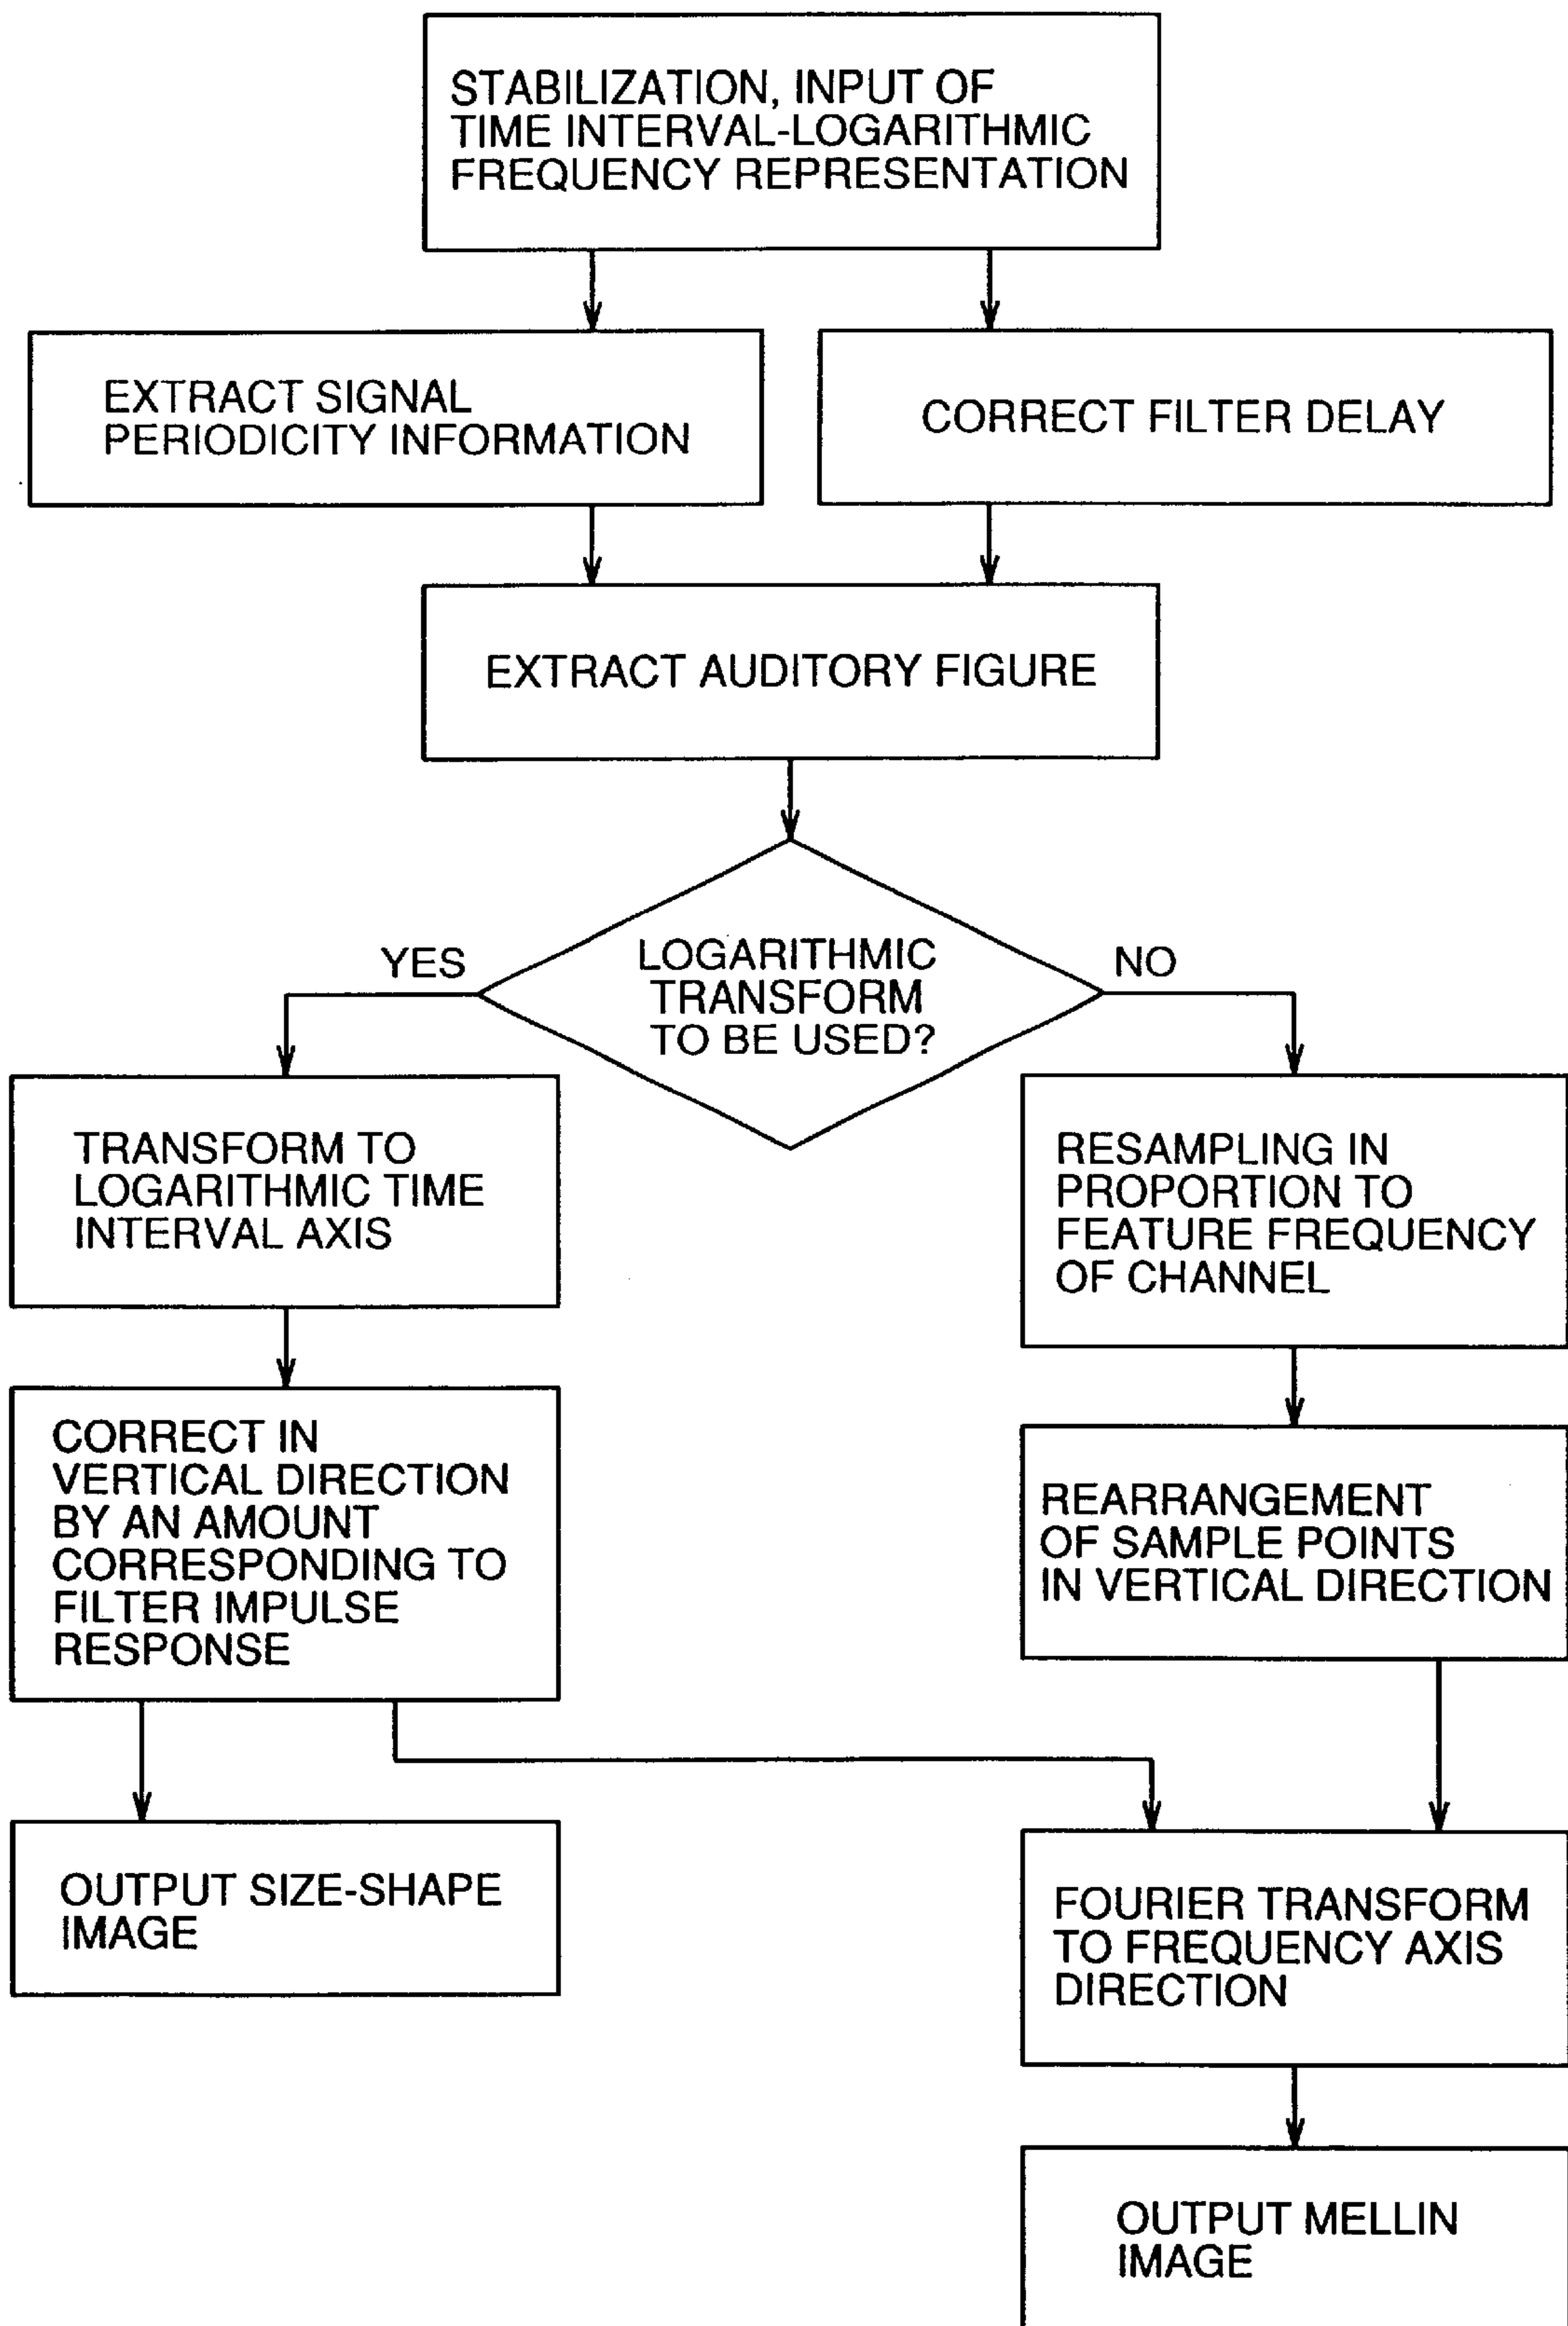 STABILIZATION, INPUT OF
TIME INTERVAL-LOGARITHMIC
FREQUENCY REPRESENTATION
EXTRACT SIGNAL
PERIODICITY INFORMATION
CORRECT FILTER DELAY
EXTRACT AUDITORY FIGURE
LOGARITHMIC
TRANSFORM
TO BE USED?
YES
NO
TRANSFORM TO
LOGARITHMIC TIME
INTERVAL AXIS
RESAMPLING IN
PROPORTION TO
FEATURE FREQUENCY
OF CHANNEL
CORRECT IN
VERTICAL DIRECTION
BY AN AMOUNT
CORRESPONDING TO
FILTER IMPULSE
RESPONSE
REARRANGEMENT
OF SAMPLE POINTS
IN VERTICAL DIRECTION
OUTPUT SIZE-SHAPE
IMAGE
FOURIER TRANSFORM
TO FREQUENCY AXIS
DIRECTION
OUTPUT MELLIN
IMAGE